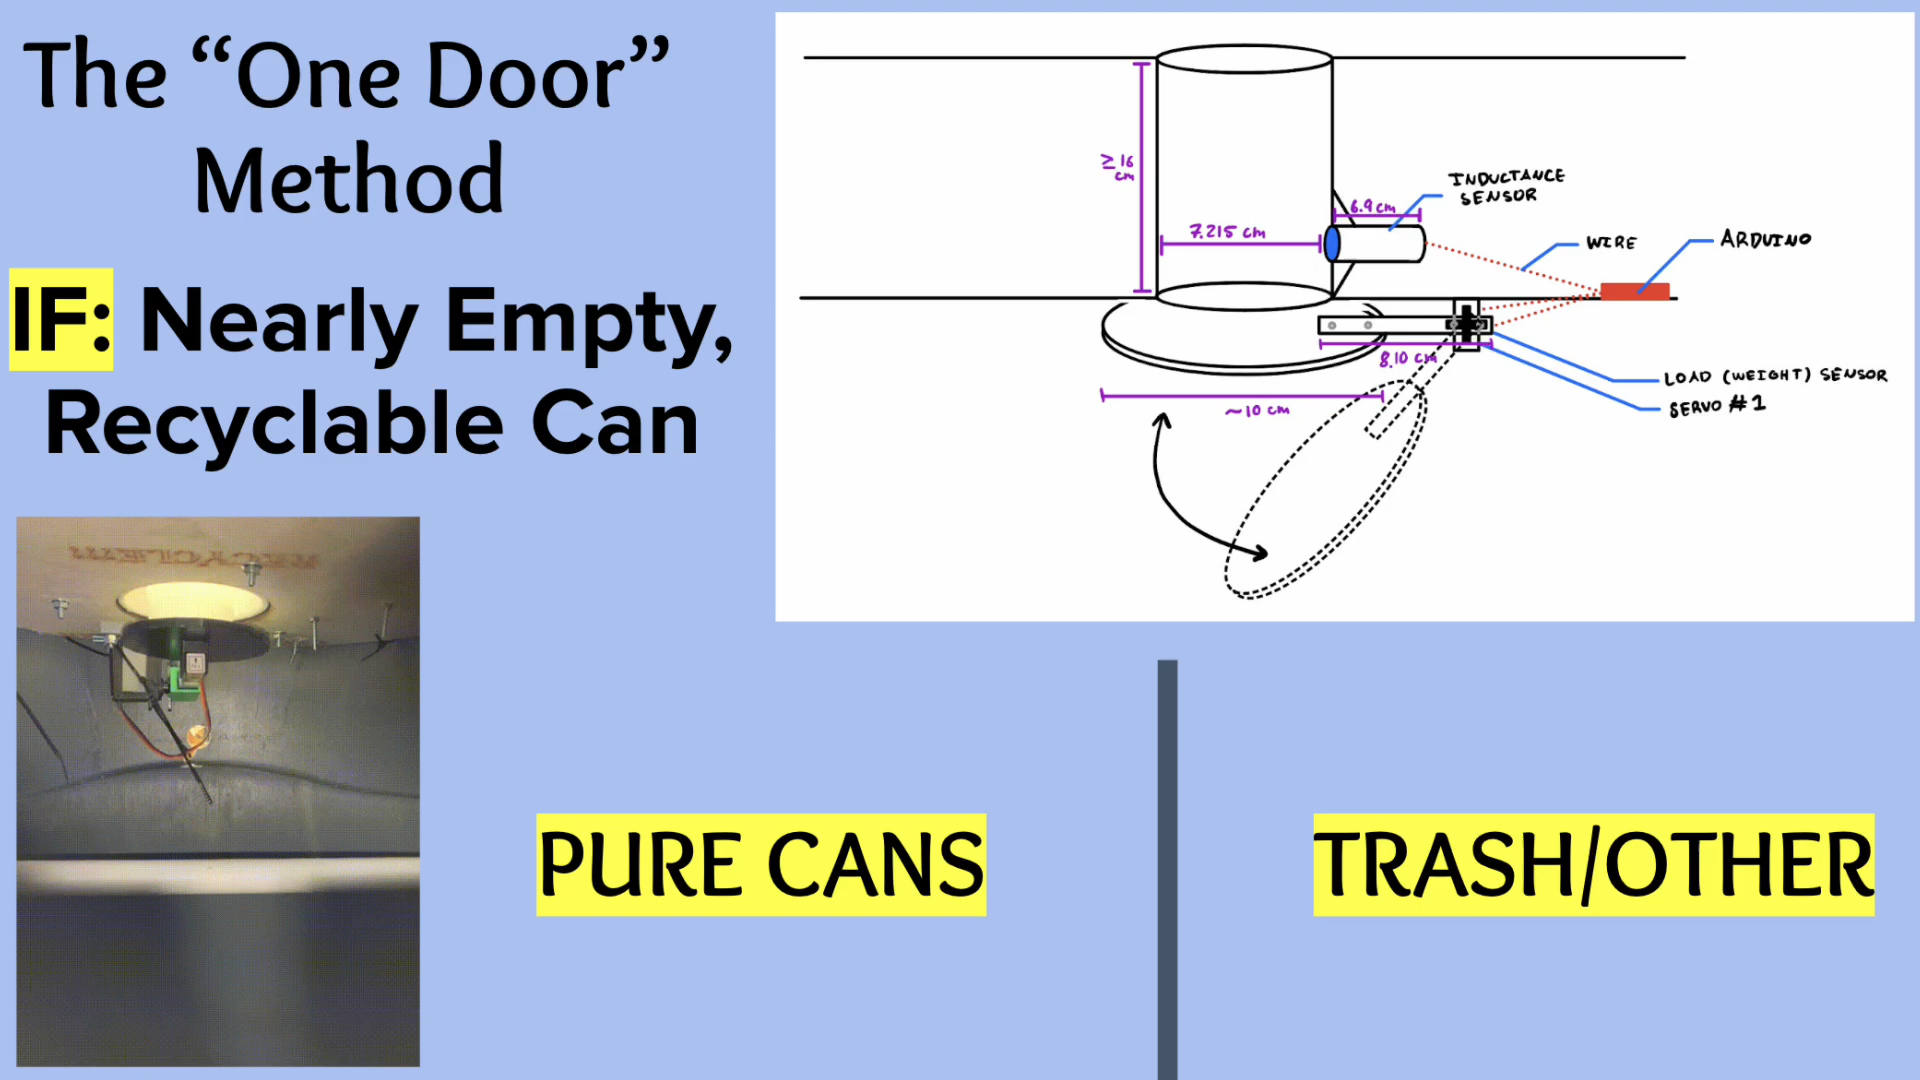 The “One Door”
Method
IF: Nearly Empty,
Recyclable Can
≥16
cm
7.215 cm
6.9 cm
INDUCTANCE
SENSOR
WIRE
ARDUINO
8.10 cm
~10 cm
LOAD (WEIGHT) SENSOR
SERVO #1
PURE CANS
TRASH/OTHER